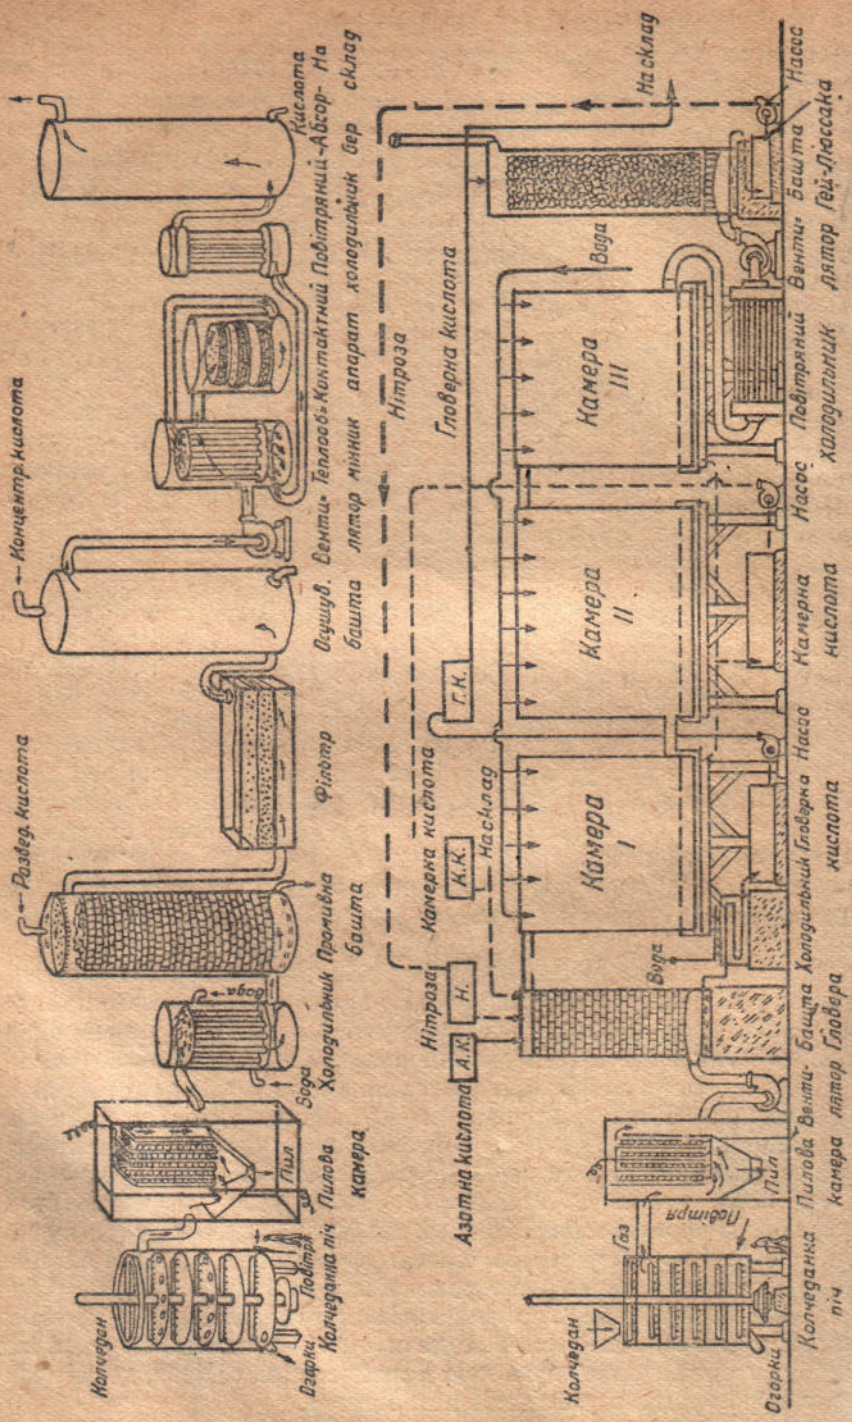 Колчедан
Огарки
Повітря
Колчеданна піч
Пил
Пилова
камера
Вода
вода
Холодильник
Развед. кислота
Промивна
башта
Фільтр
Концентр. кислота
Осушув.
башта
Венти-
лятор
Теплооб-
мінник
Контактний
апарат
Повітряний
холодильник
Абсор-
бер
Кислота
На
склад
Колчедан
Огарки
Газ
Повітря
Колчеданна
піч
Пил
Пилова
камера
Венти-
лятор
Азотна кислота
А.К.
Нітроза
Н.
Башта
Гловера
Камерна кислота
К.К.
На склад
Вода
Холодильник
Гловерна
кислота
Насос
Камера
I
Г.К.
Камера
II
Камерна
кислота
Насос
Нітроза
Гловерна кислота
Камера
III
Вода
Повітряний
холодильник
Венти-
лятор
Башта
Гей-Люссака
Насос
На склад